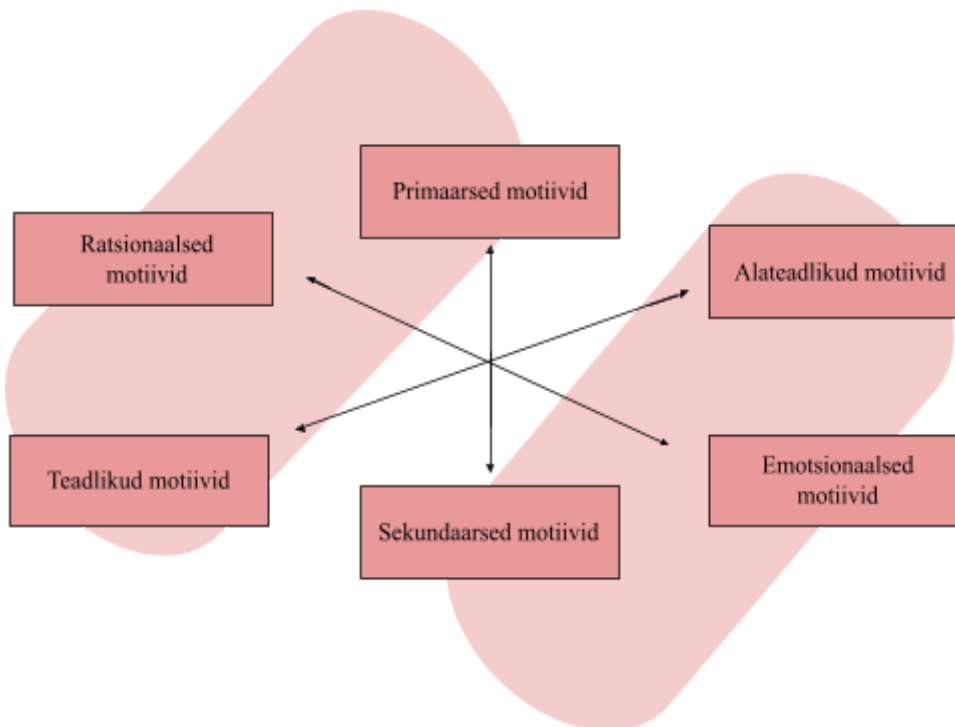 Primaarsed motiivid
Ratsionaalsed
motiivid
Alateadlikud motiivid
Teadlikud motiivid
Emotsionaalsed
motiivid
Sekundaarsed motiivid